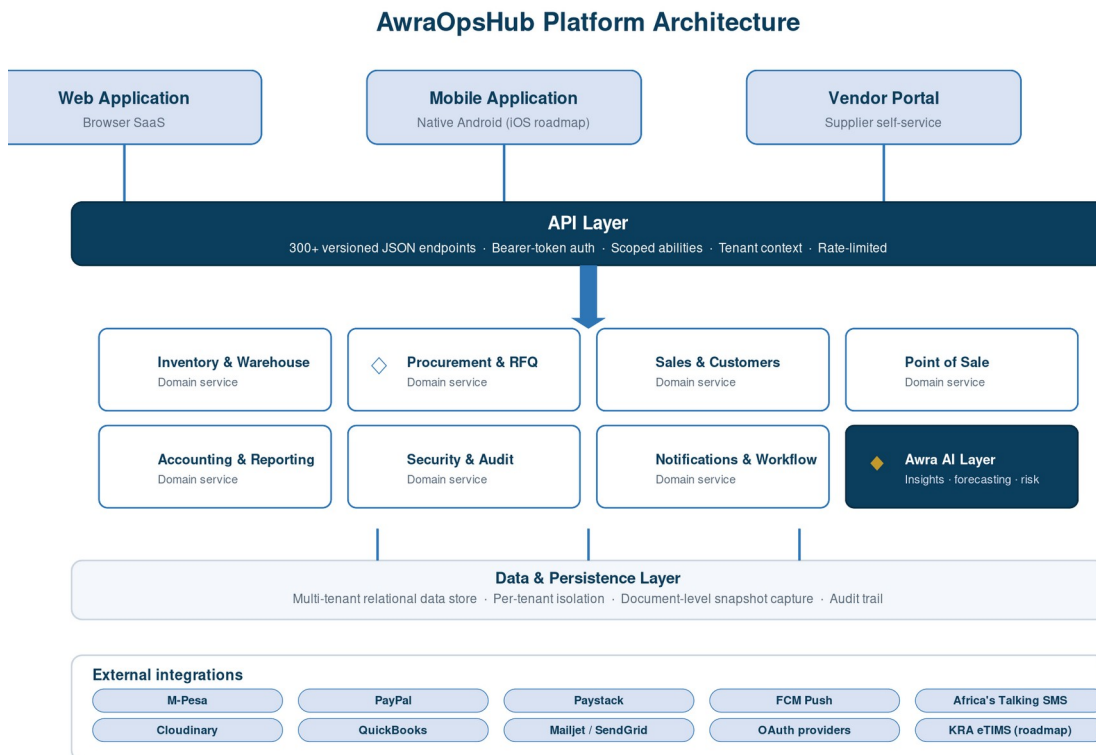 AwraOpsHub Platform Architecture
Web Application
Browser SaaS
Mobile Application
Native Android (iOS roadmap)
Vendor Portal
Supplier self-service
API Layer
300+ versioned JSON endpoints · Bearer-token auth · Scoped abilities · Tenant context · Rate-limited
Inventory & Warehouse
Domain service
Procurement & RFQ
Domain service
Sales & Customers
Domain service
Point of Sale
Domain service
Accounting & Reporting
Domain service
Security & Audit
Domain service
Notifications & Workflow
Domain service
Awra AI Layer
Insights · forecasting · risk
Data & Persistence Layer
Multi-tenant relational data store · Per-tenant isolation · Document-level snapshot capture · Audit trail
External integrations
M-Pesa
PayPal
Paystack
FCM Push
Africa's Talking SMS
Cloudinary
QuickBooks
Mailjet / SendGrid
OAuth providers
KRA eTIMS (roadmap)